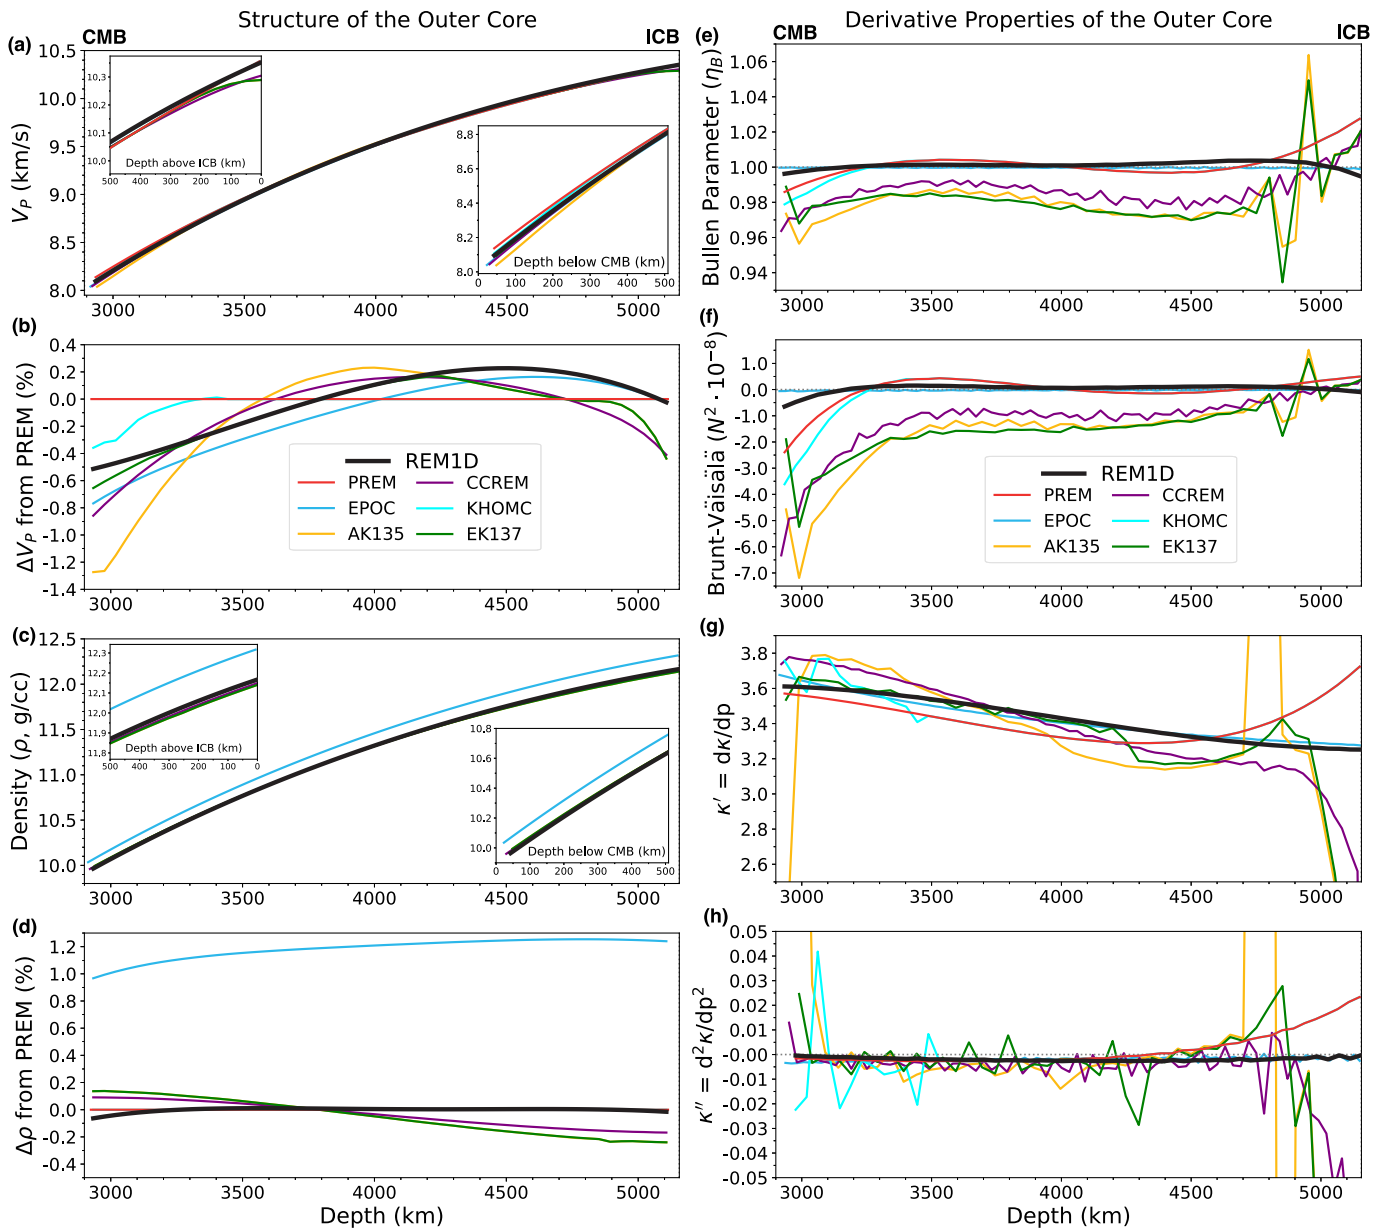 Structure of the Outer Core
Derivative Properties of the Outer Core
(a)
CMB
ICB
10.5
10.0
9.5
9.0
8.5
8.0
V_P (km/s)
10,3
10,2
10,1
10,0
Depth above ICB (km)
500 400 300 200 100 0
8.8
8.6
8.4
8.2
8.0
Depth below CMB (km)
0 100 200 300 400 500
3000 3500 4000 4500 5000
(b)
0.4
0.2
0.0
-0.2
-0.4
-0.6
-0.8
-1.0
-1.2
-1.4
ΔV_P from PREM (%)
REM1D
PREM
EPOC
AK135
CCREM
KHOMC
EK137
3000 3500 4000 4500 5000
(c)
12.5
12.0
11.5
11.0
10.5
10.0
Density (ρ, g/cc)
12,3
12,2
12,1
12,0
11,9
11,8
Depth above ICB (km)
500 400 300 200 100 0
10.8
10.6
10.4
10.2
10.0
Depth below CMB (km)
0 100 200 300 400 500
3000 3500 4000 4500 5000
(d)
1.2
1.0
0.8
0.6
0.4
0.2
0.0
-0.2
-0.4
Δρ from PREM (%)
3000 3500 4000 4500 5000
Depth (km)
(e)
CMB
ICB
1.06
1.04
1.02
1.00
0.98
0.96
0.94
Bullen Parameter (η_B)
3000 3500 4000 4500 5000
(f)
1.0
0.0
-1.0
-2.0
-3.0
-4.0
-5.0
-6.0
-7.0
Brunt-Väisälä (N² · 10⁻⁸)
REM1D
PREM
EPOC
AK135
CCREM
KHOMC
EK137
3000 3500 4000 4500 5000
(g)
3.8
3.6
3.4
3.2
3.0
2.8
2.6
κ′ = dκ/dp
3000 3500 4000 4500 5000
(h)
0.05
0.04
0.03
0.02
0.01
-0.00
-0.01
-0.02
-0.03
-0.04
-0.05
κ″ = d²κ/dp²
3000 3500 4000 4500 5000
Depth (km)